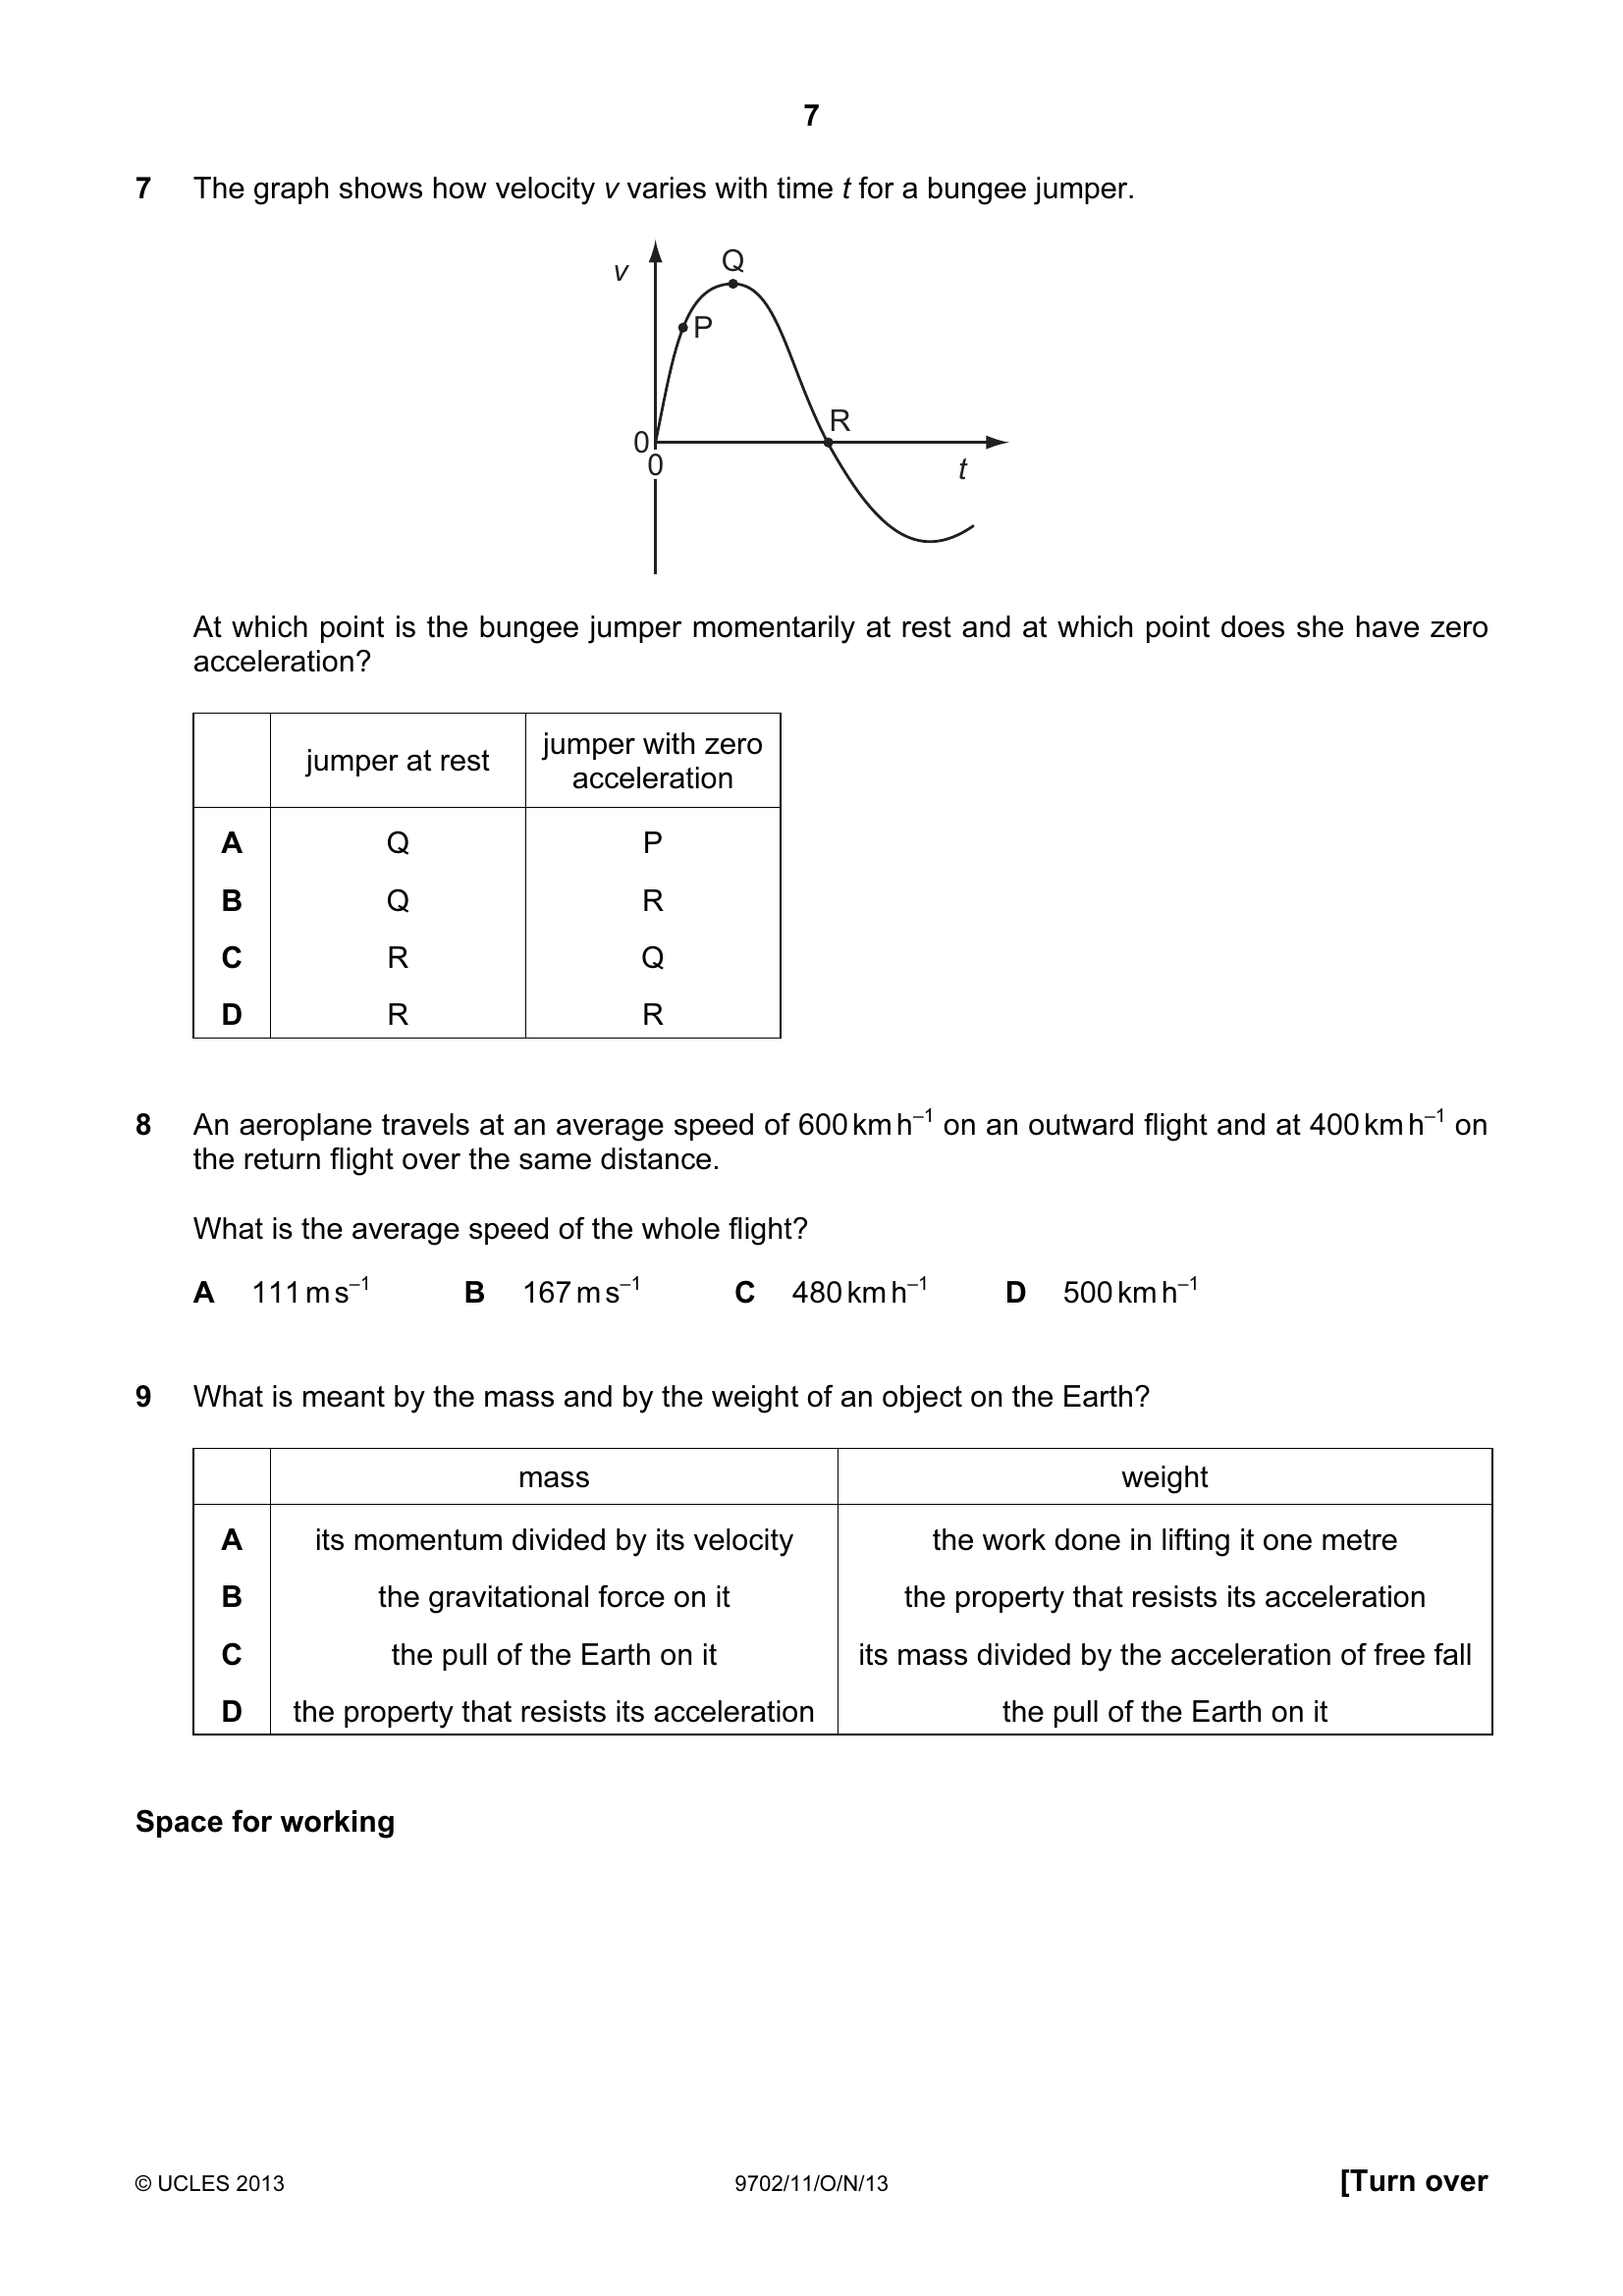 7
7 The graph shows how velocity v varies with time t for a bungee jumper.
v
Q
P
R
0
0
t
At which point is the bungee jumper momentarily at rest and at which point does she have zero
acceleration?
jumper at rest jumper with zero acceleration
A Q P
B Q R
C R Q
D R R
8 An aeroplane travels at an average speed of 600 km h⁻¹ on an outward flight and at 400 km h⁻¹ on
the return flight over the same distance.
What is the average speed of the whole flight?
A 111 m s⁻¹ B 167 m s⁻¹ C 480 km h⁻¹ D 500 km h⁻¹
9 What is meant by the mass and by the weight of an object on the Earth?
mass weight
A its momentum divided by its velocity the work done in lifting it one metre
B the gravitational force on it the property that resists its acceleration
C the pull of the Earth on it its mass divided by the acceleration of free fall
D the property that resists its acceleration the pull of the Earth on it
Space for working
© UCLES 2013 9702/11/O/N/13 [Turn over